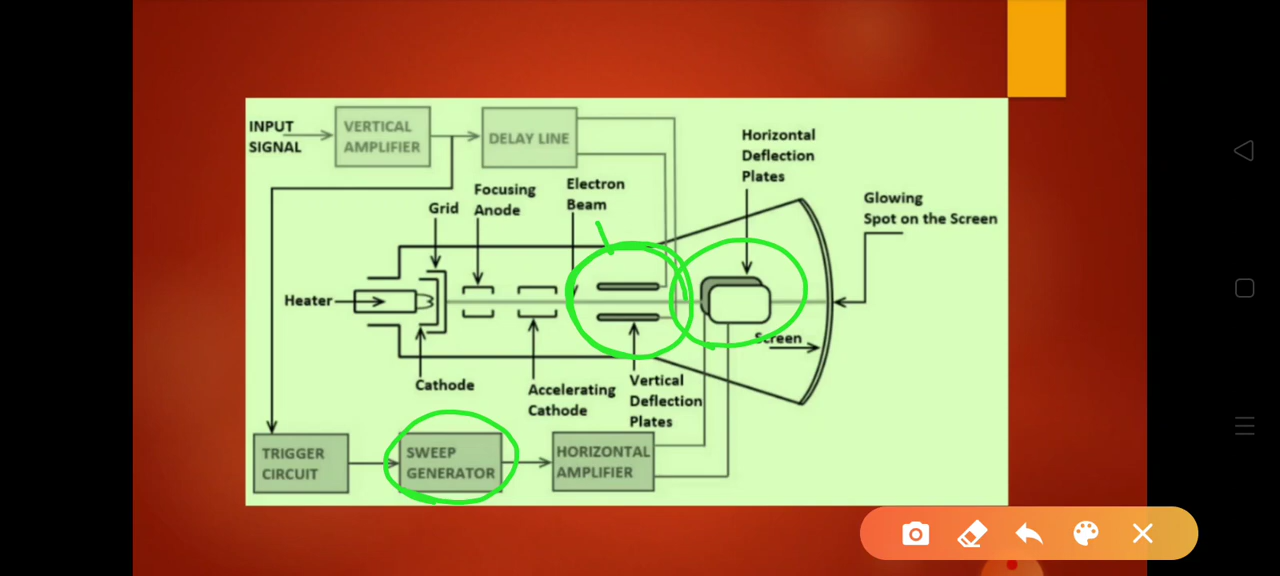 INPUT
SIGNAL
VERTICAL
AMPLIFIER
DELAY LINE
Horizontal
Deflection
Plates
Glowing
Spot on the Screen
Electron
Beam
Focusing
Anode
Grid
Heater
Screen
Cathode
Accelerating
Cathode
Vertical
Deflection
Plates
TRIGGER
CIRCUIT
SWEEP
GENERATOR
HORIZONTAL
AMPLIFIER